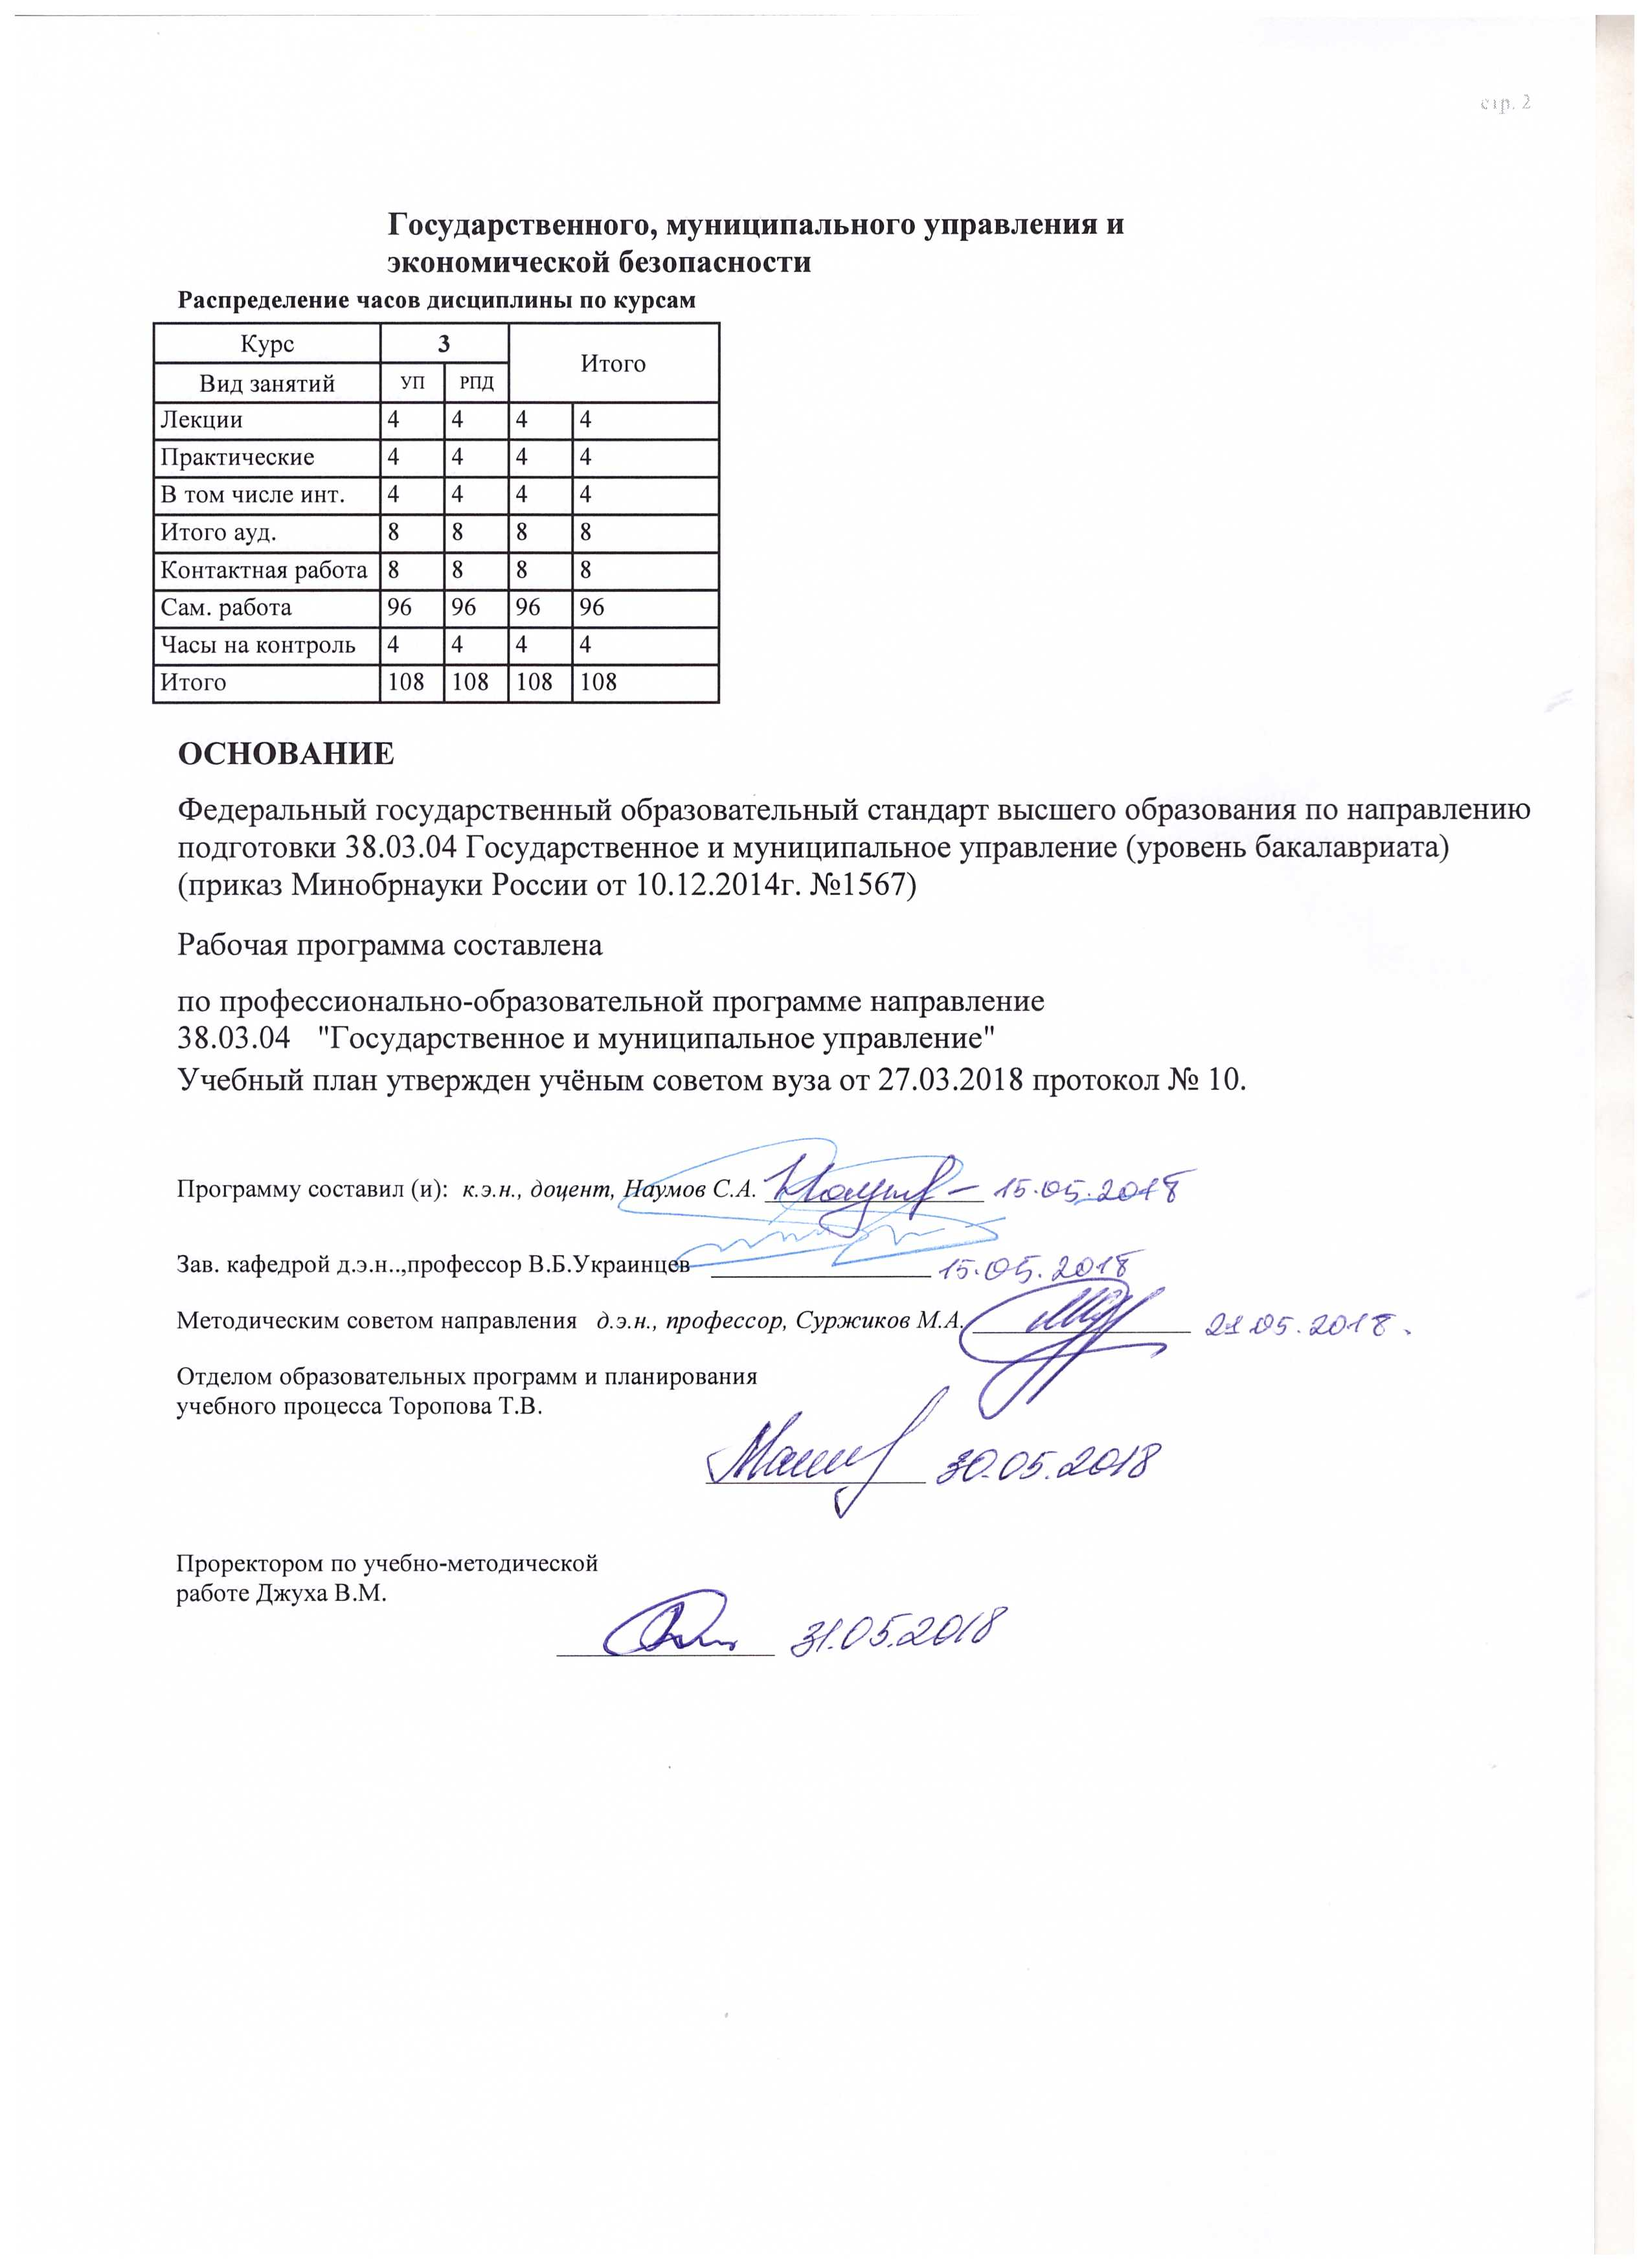 стр. 2
Государственного, муниципального управления и
экономической безопасности
Распределение часов дисциплины по курсам
Курс 3 Итого
Вид занятий УП РПД
Лекции 4 4 4 4
Практические 4 4 4 4
В том числе инт. 4 4 4 4
Итого ауд. 8 8 8 8
Контактная работа 8 8 8 8
Сам. работа 96 96 96 96
Часы на контроль 4 4 4 4
Итого 108 108 108 108
ОСНОВАНИЕ
Федеральный государственный образовательный стандарт высшего образования по направлению
подготовки 38.03.04 Государственное и муниципальное управление (уровень бакалавриата)
(приказ Минобрнауки России от 10.12.2014г. №1567)
Рабочая программа составлена
по профессионально-образовательной программе направление
38.03.04 "Государственное и муниципальное управление"
Учебный план утвержден учёным советом вуза от 27.03.2018 протокол № 10.
Программу составил (и): к.э.н., доцент, Наумов С.А. 15.05.2018
Зав. кафедрой д.э.н..,профессор В.Б.Украинцев 15.05.2018
Методическим советом направления д.э.н., профессор, Суржиков М.А. 21.05.2018.
Отделом образовательных программ и планирования
учебного процесса Торопова Т.В.
30.05.2018
Проректором по учебно-методической
работе Джуха В.М.
31.05.2018